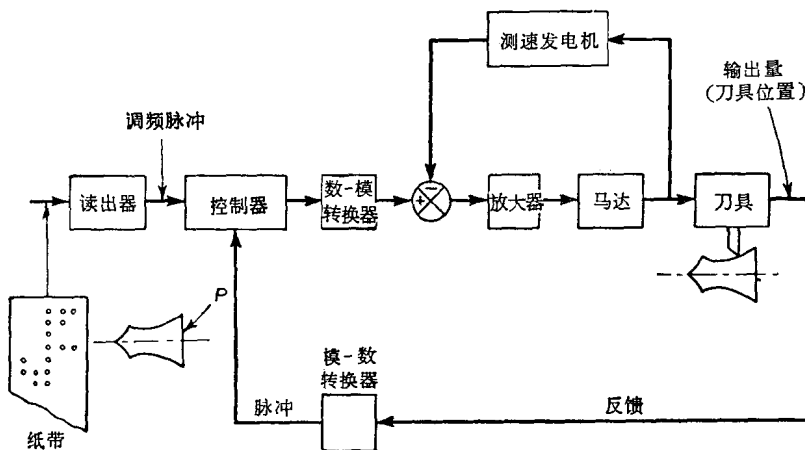 测速发电机
输出量
(刀具位置)
调频脉冲
读出器
控制器
数-模
转换器
+
−
放大器
马达
刀具
P
模-数
转换器
脉冲
反馈
纸带